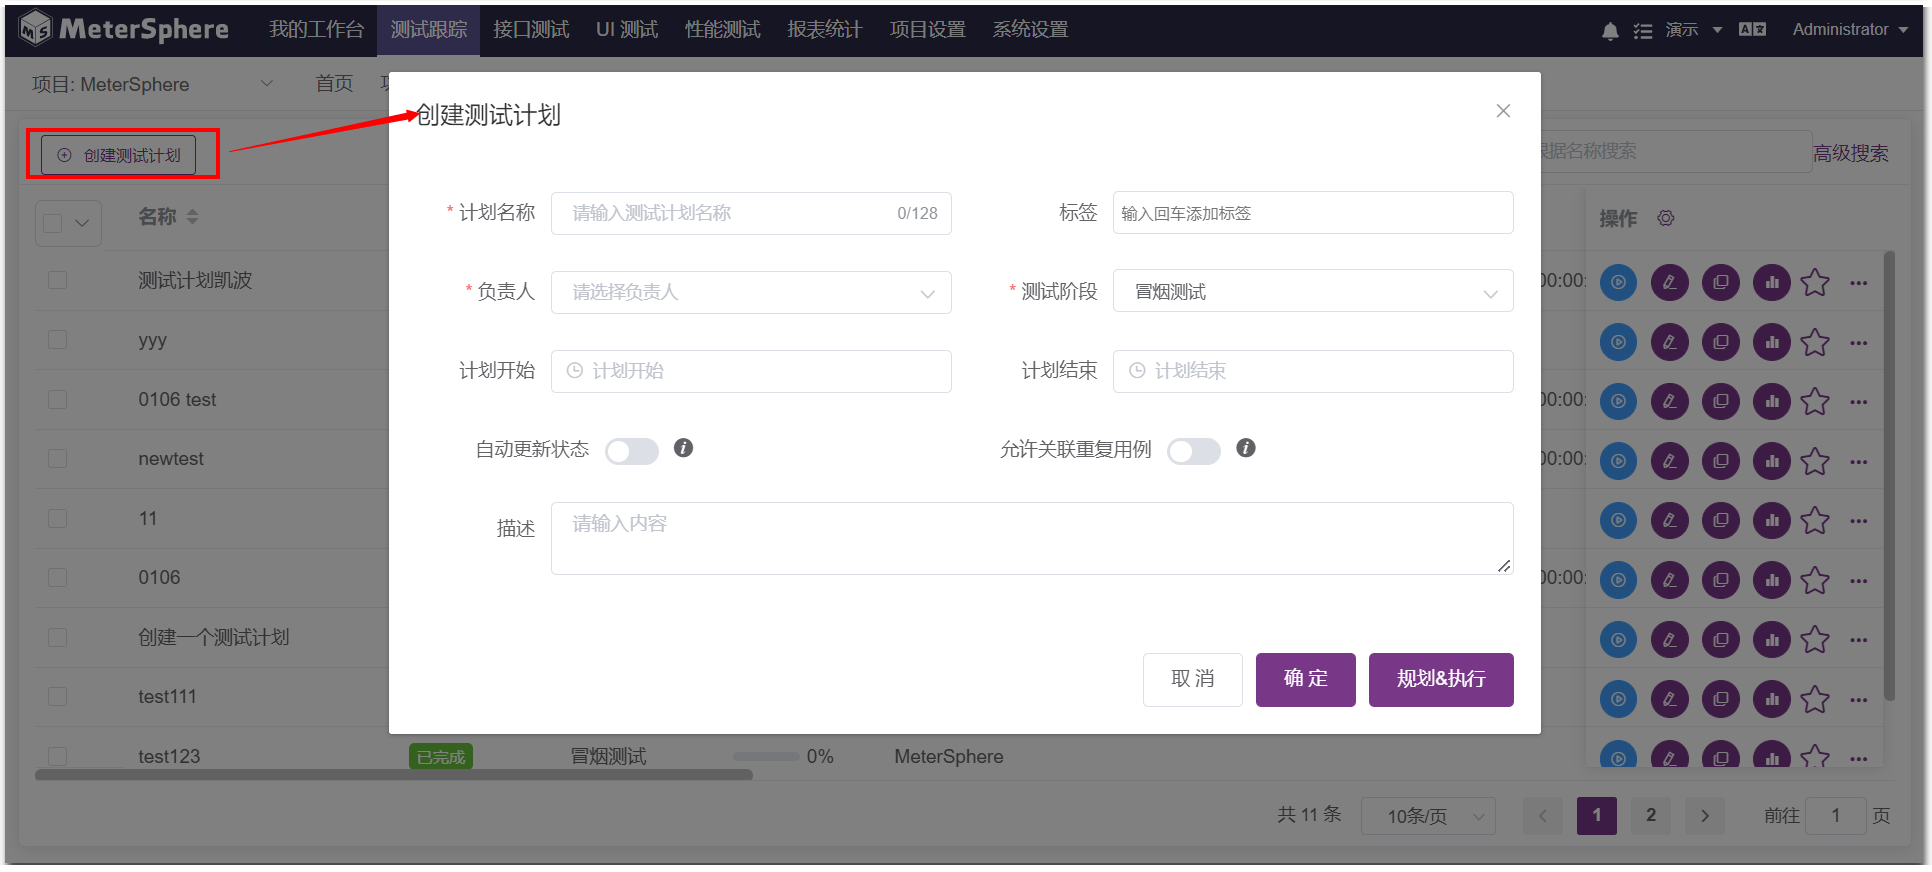 MeterSphere 我的工作台 测试跟踪 接口测试 UI 测试 性能测试 报表统计 项目设置 系统设置 演示 Administrator
项目: MeterSphere 首页
创建测试计划
创建测试计划 根据名称搜索 高级搜索
名称 操作
* 计划名称 请输入测试计划名称 0/128 标签 输入回车添加标签
测试计划凯波 00:00:
* 负责人 请选择负责人 * 测试阶段 冒烟测试
yyy
计划开始 计划开始 计划结束 计划结束
0106 test 00:00:
自动更新状态 允许关联重复用例
newtest 00:00:
11
描述 请输入内容
0106 00:00:
创建一个测试计划
取 消 确 定 规划&执行
test111
test123 已完成 冒烟测试 0% MeterSphere
共 11 条 10条/页 1 2 前往 1 页